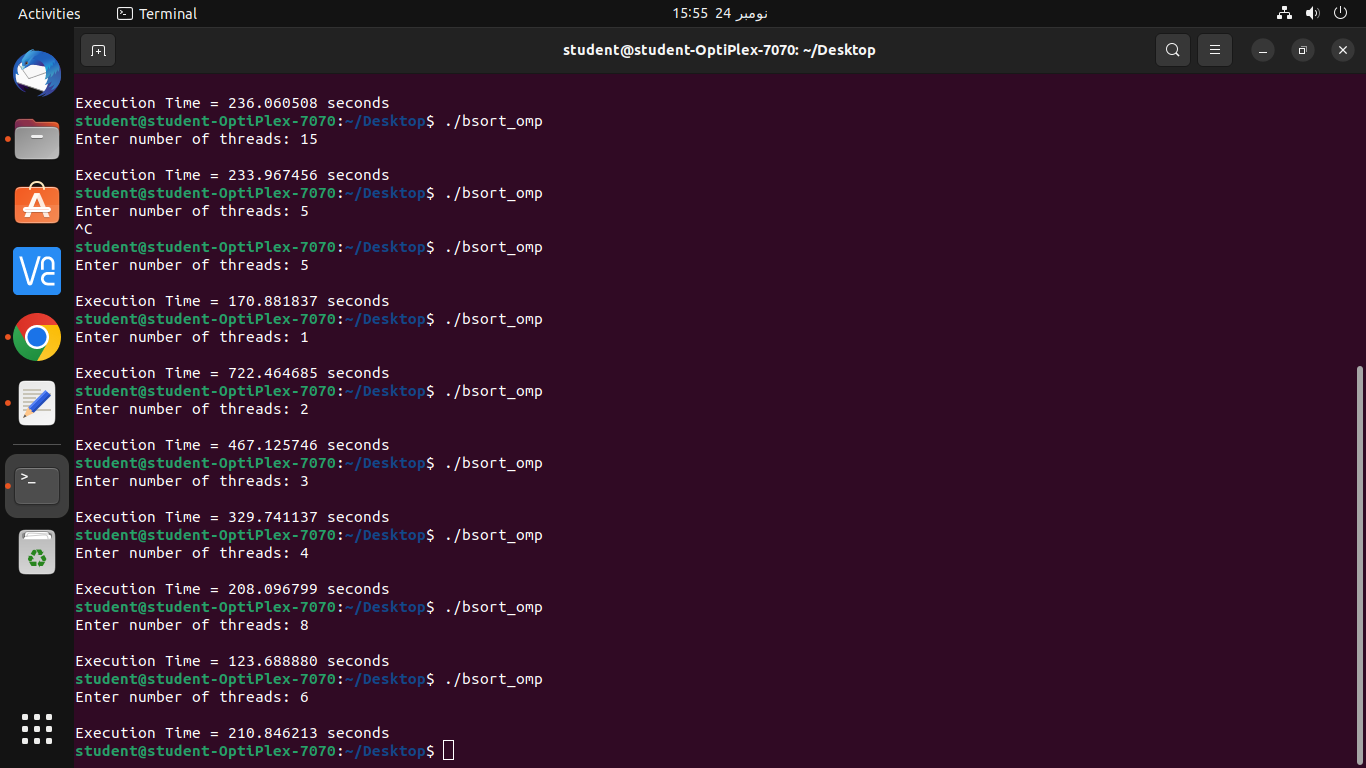 Activities
Terminal
نومبر 24  15:55
student@student-OptiPlex-7070: ~/Desktop
Execution Time = 236.060508 seconds
student@student-OptiPlex-7070:~/Desktop$ ./bsort_omp
Enter number of threads: 15
Execution Time = 233.967456 seconds
student@student-OptiPlex-7070:~/Desktop$ ./bsort_omp
Enter number of threads: 5
^C
student@student-OptiPlex-7070:~/Desktop$ ./bsort_omp
Enter number of threads: 5
Execution Time = 170.881837 seconds
student@student-OptiPlex-7070:~/Desktop$ ./bsort_omp
Enter number of threads: 1
Execution Time = 722.464685 seconds
student@student-OptiPlex-7070:~/Desktop$ ./bsort_omp
Enter number of threads: 2
Execution Time = 467.125746 seconds
student@student-OptiPlex-7070:~/Desktop$ ./bsort_omp
Enter number of threads: 3
Execution Time = 329.741137 seconds
student@student-OptiPlex-7070:~/Desktop$ ./bsort_omp
Enter number of threads: 4
Execution Time = 208.096799 seconds
student@student-OptiPlex-7070:~/Desktop$ ./bsort_omp
Enter number of threads: 8
Execution Time = 123.688880 seconds
student@student-OptiPlex-7070:~/Desktop$ ./bsort_omp
Enter number of threads: 6
Execution Time = 210.846213 seconds
student@student-OptiPlex-7070:~/Desktop$